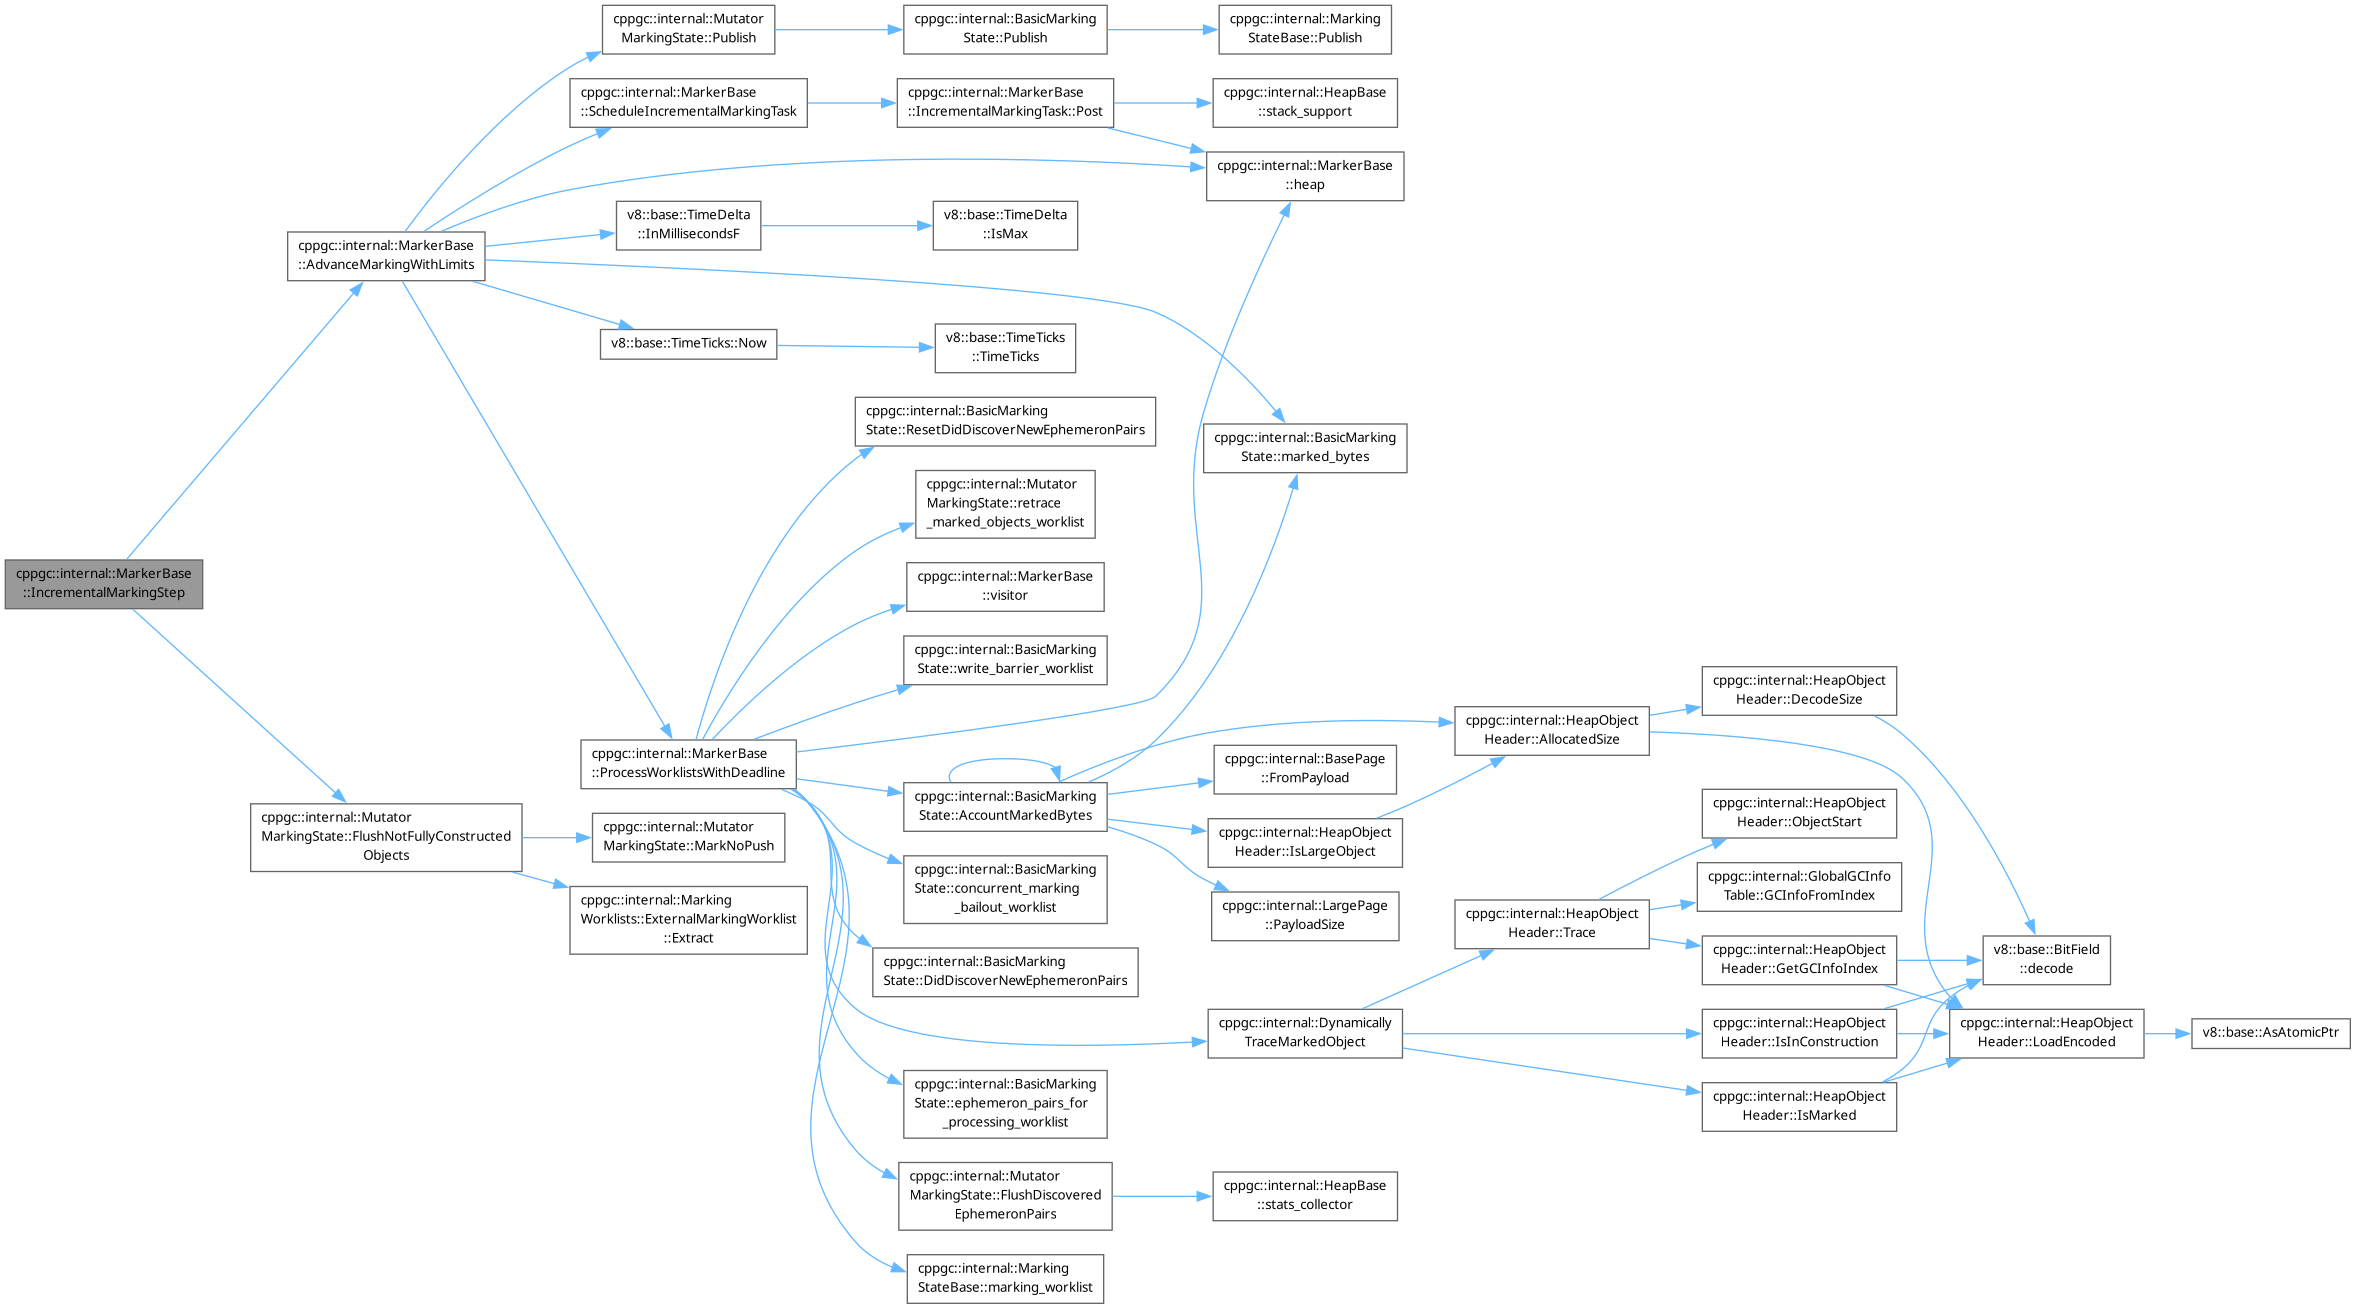 cppgc::internal::Mutator
MarkingState::Publish
cppgc::internal::BasicMarking
State::Publish
cppgc::internal::Marking
StateBase::Publish
cppgc::internal::MarkerBase
::ScheduleIncrementalMarkingTask
cppgc::internal::MarkerBase
::IncrementalMarkingTask::Post
cppgc::internal::HeapBase
::stack_support
cppgc::internal::MarkerBase
::heap
v8::base::TimeDelta
::InMillisecondsF
v8::base::TimeDelta
::IsMax
cppgc::internal::MarkerBase
::AdvanceMarkingWithLimits
v8::base::TimeTicks::Now
v8::base::TimeTicks
::TimeTicks
cppgc::internal::BasicMarking
State::ResetDidDiscoverNewEphemeronPairs
cppgc::internal::BasicMarking
State::marked_bytes
cppgc::internal::Mutator
MarkingState::retrace
_marked_objects_worklist
cppgc::internal::MarkerBase
::IncrementalMarkingStep
cppgc::internal::MarkerBase
::visitor
cppgc::internal::BasicMarking
State::write_barrier_worklist
cppgc::internal::HeapObject
Header::DecodeSize
cppgc::internal::HeapObject
Header::AllocatedSize
cppgc::internal::MarkerBase
::ProcessWorklistsWithDeadline
cppgc::internal::BasePage
::FromPayload
cppgc::internal::BasicMarking
State::AccountMarkedBytes
cppgc::internal::HeapObject
Header::ObjectStart
cppgc::internal::Mutator
MarkingState::FlushNotFullyConstructed
Objects
cppgc::internal::Mutator
MarkingState::MarkNoPush
cppgc::internal::HeapObject
Header::IsLargeObject
cppgc::internal::BasicMarking
State::concurrent_marking
_bailout_worklist
cppgc::internal::GlobalGCInfo
Table::GCInfoFromIndex
cppgc::internal::Marking
Worklists::ExternalMarkingWorklist
::Extract
cppgc::internal::LargePage
::PayloadSize
cppgc::internal::HeapObject
Header::Trace
cppgc::internal::HeapObject
Header::GetGCInfoIndex
v8::base::BitField
::decode
cppgc::internal::BasicMarking
State::DidDiscoverNewEphemeronPairs
cppgc::internal::Dynamically
TraceMarkedObject
cppgc::internal::HeapObject
Header::IsInConstruction
cppgc::internal::HeapObject
Header::LoadEncoded
v8::base::AsAtomicPtr
cppgc::internal::BasicMarking
State::ephemeron_pairs_for
_processing_worklist
cppgc::internal::HeapObject
Header::IsMarked
cppgc::internal::Mutator
MarkingState::FlushDiscovered
EphemeronPairs
cppgc::internal::HeapBase
::stats_collector
cppgc::internal::Marking
StateBase::marking_worklist